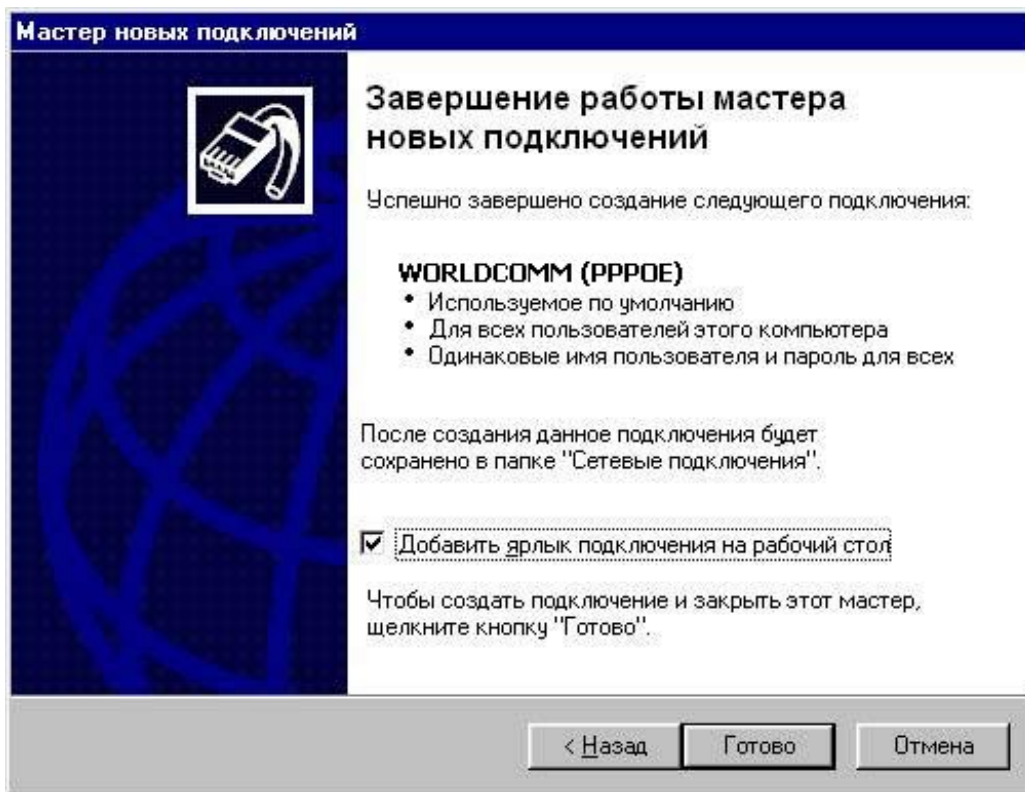 Мастер новых подключений
Завершение работы мастера
новых подключений
Успешно завершено создание следующего подключения:
WORLDCOMM (PPPOE)
• Используемое по умолчанию
• Для всех пользователей этого компьютера
• Одинаковые имя пользователя и пароль для всех
После создания данное подключения будет
сохранено в папке "Сетевые подключения".
Добавить ярлык подключения на рабочий стол
Чтобы создать подключение и закрыть этот мастер,
щелкните кнопку "Готово".
< Назад
Готово
Отмена